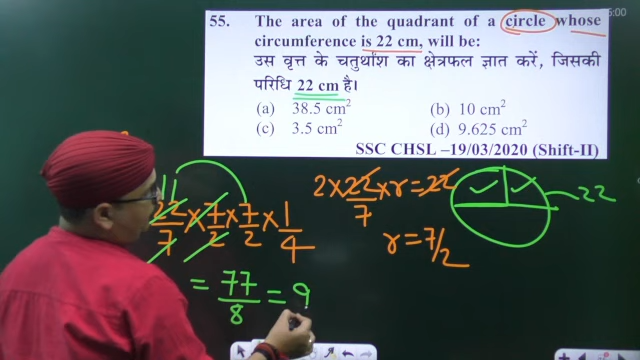 55. The area of the quadrant of a circle whose
circumference is 22 cm, will be:
उस वृत्त के चतुर्थांश का क्षेत्रफल ज्ञात करें, जिसकी
परिधि 22 cm है।
(a) 38.5 cm² (b) 10 cm²
(c) 3.5 cm² (d) 9.625 cm²
SSC CHSL –19/03/2020 (Shift-II)
2 × 22/7 × r = 22
22
11
22/7 × 7/2 × 7/2 × 1/4
r = 7/2
= 77/8 = 9.